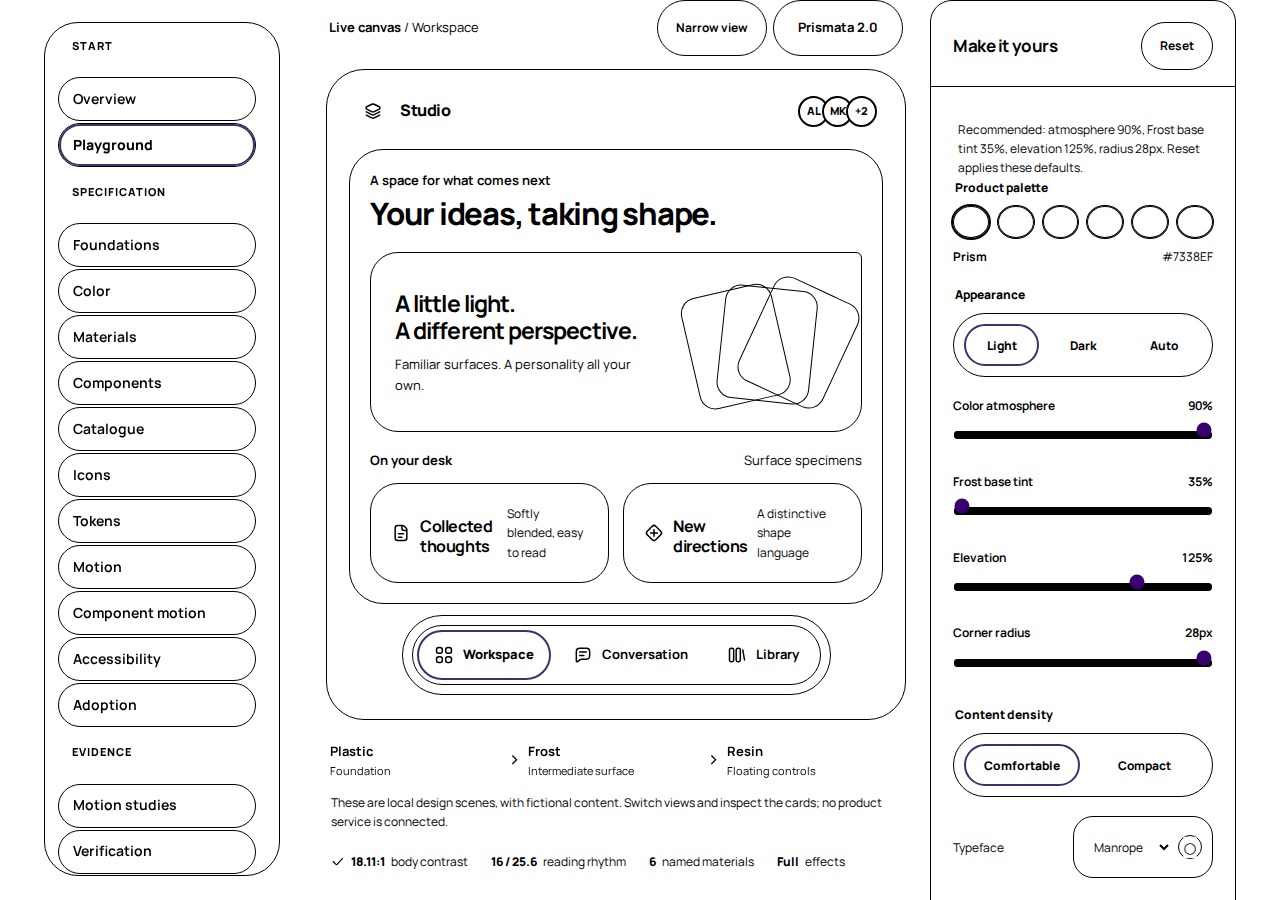 START
Overview
Playground
SPECIFICATION
Foundations
Color
Materials
Components
Catalogue
Icons
Tokens
Motion
Component motion
Accessibility
Adoption
EVIDENCE
Motion studies
Verification
Live canvas / Workspace
Narrow view
Prismata 2.0
Studio
AL
MK
+2
A space for what comes next
Your ideas, taking shape.
A little light.
A different perspective.
Familiar surfaces. A personality all your
own.
On your desk
Surface specimens
Collected
thoughts
Softly
blended, easy
to read
New
directions
A distinctive
shape
language
Workspace
Conversation
Library
Plastic
Foundation
Frost
Intermediate surface
Resin
Floating controls
These are local design scenes, with fictional content. Switch views and inspect the cards; no product
service is connected.
18.11:1 body contrast
16 / 25.6 reading rhythm
6 named materials
Full effects
Make it yours
Reset
Recommended: atmosphere 90%, Frost base
tint 35%, elevation 125%, radius 28px. Reset
applies these defaults.
Product palette
Prism
#7338EF
Appearance
Light
Dark
Auto
Color atmosphere
90%
Frost base tint
35%
Elevation
125%
Corner radius
28px
Content density
Comfortable
Compact
Typeface
Manrope